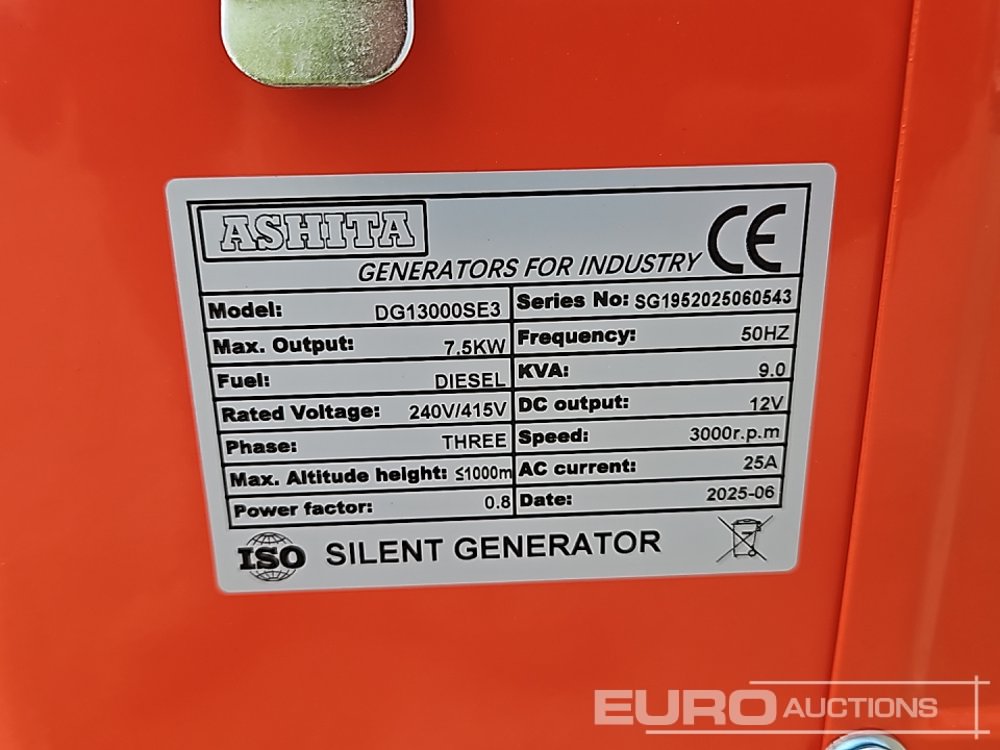 ASHITA
CE
GENERATORS FOR INDUSTRY
Model: DG13000SE3 Series No: SG1952025060543
Max. Output: 7.5KW Frequency: 50HZ
Fuel: DIESEL KVA: 9.0
Rated Voltage: 240V/415V DC output: 12V
Phase: THREE Speed: 3000r.p.m
Max. Altitude height: ≤1000m AC current: 25A
Power factor: 0.8 Date: 2025-06
ISO SILENT GENERATOR
EURO AUCTIONS